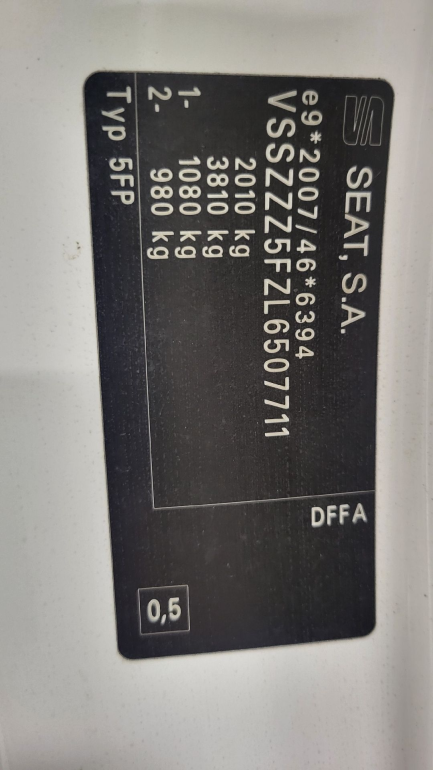 SEAT, S.A.
e9*2007/46*6394
VSSZZZ5FZL6507711
2010 kg
3810 kg
1- 1080 kg
2- 980 kg
Typ 5FP
DFFA
0,5